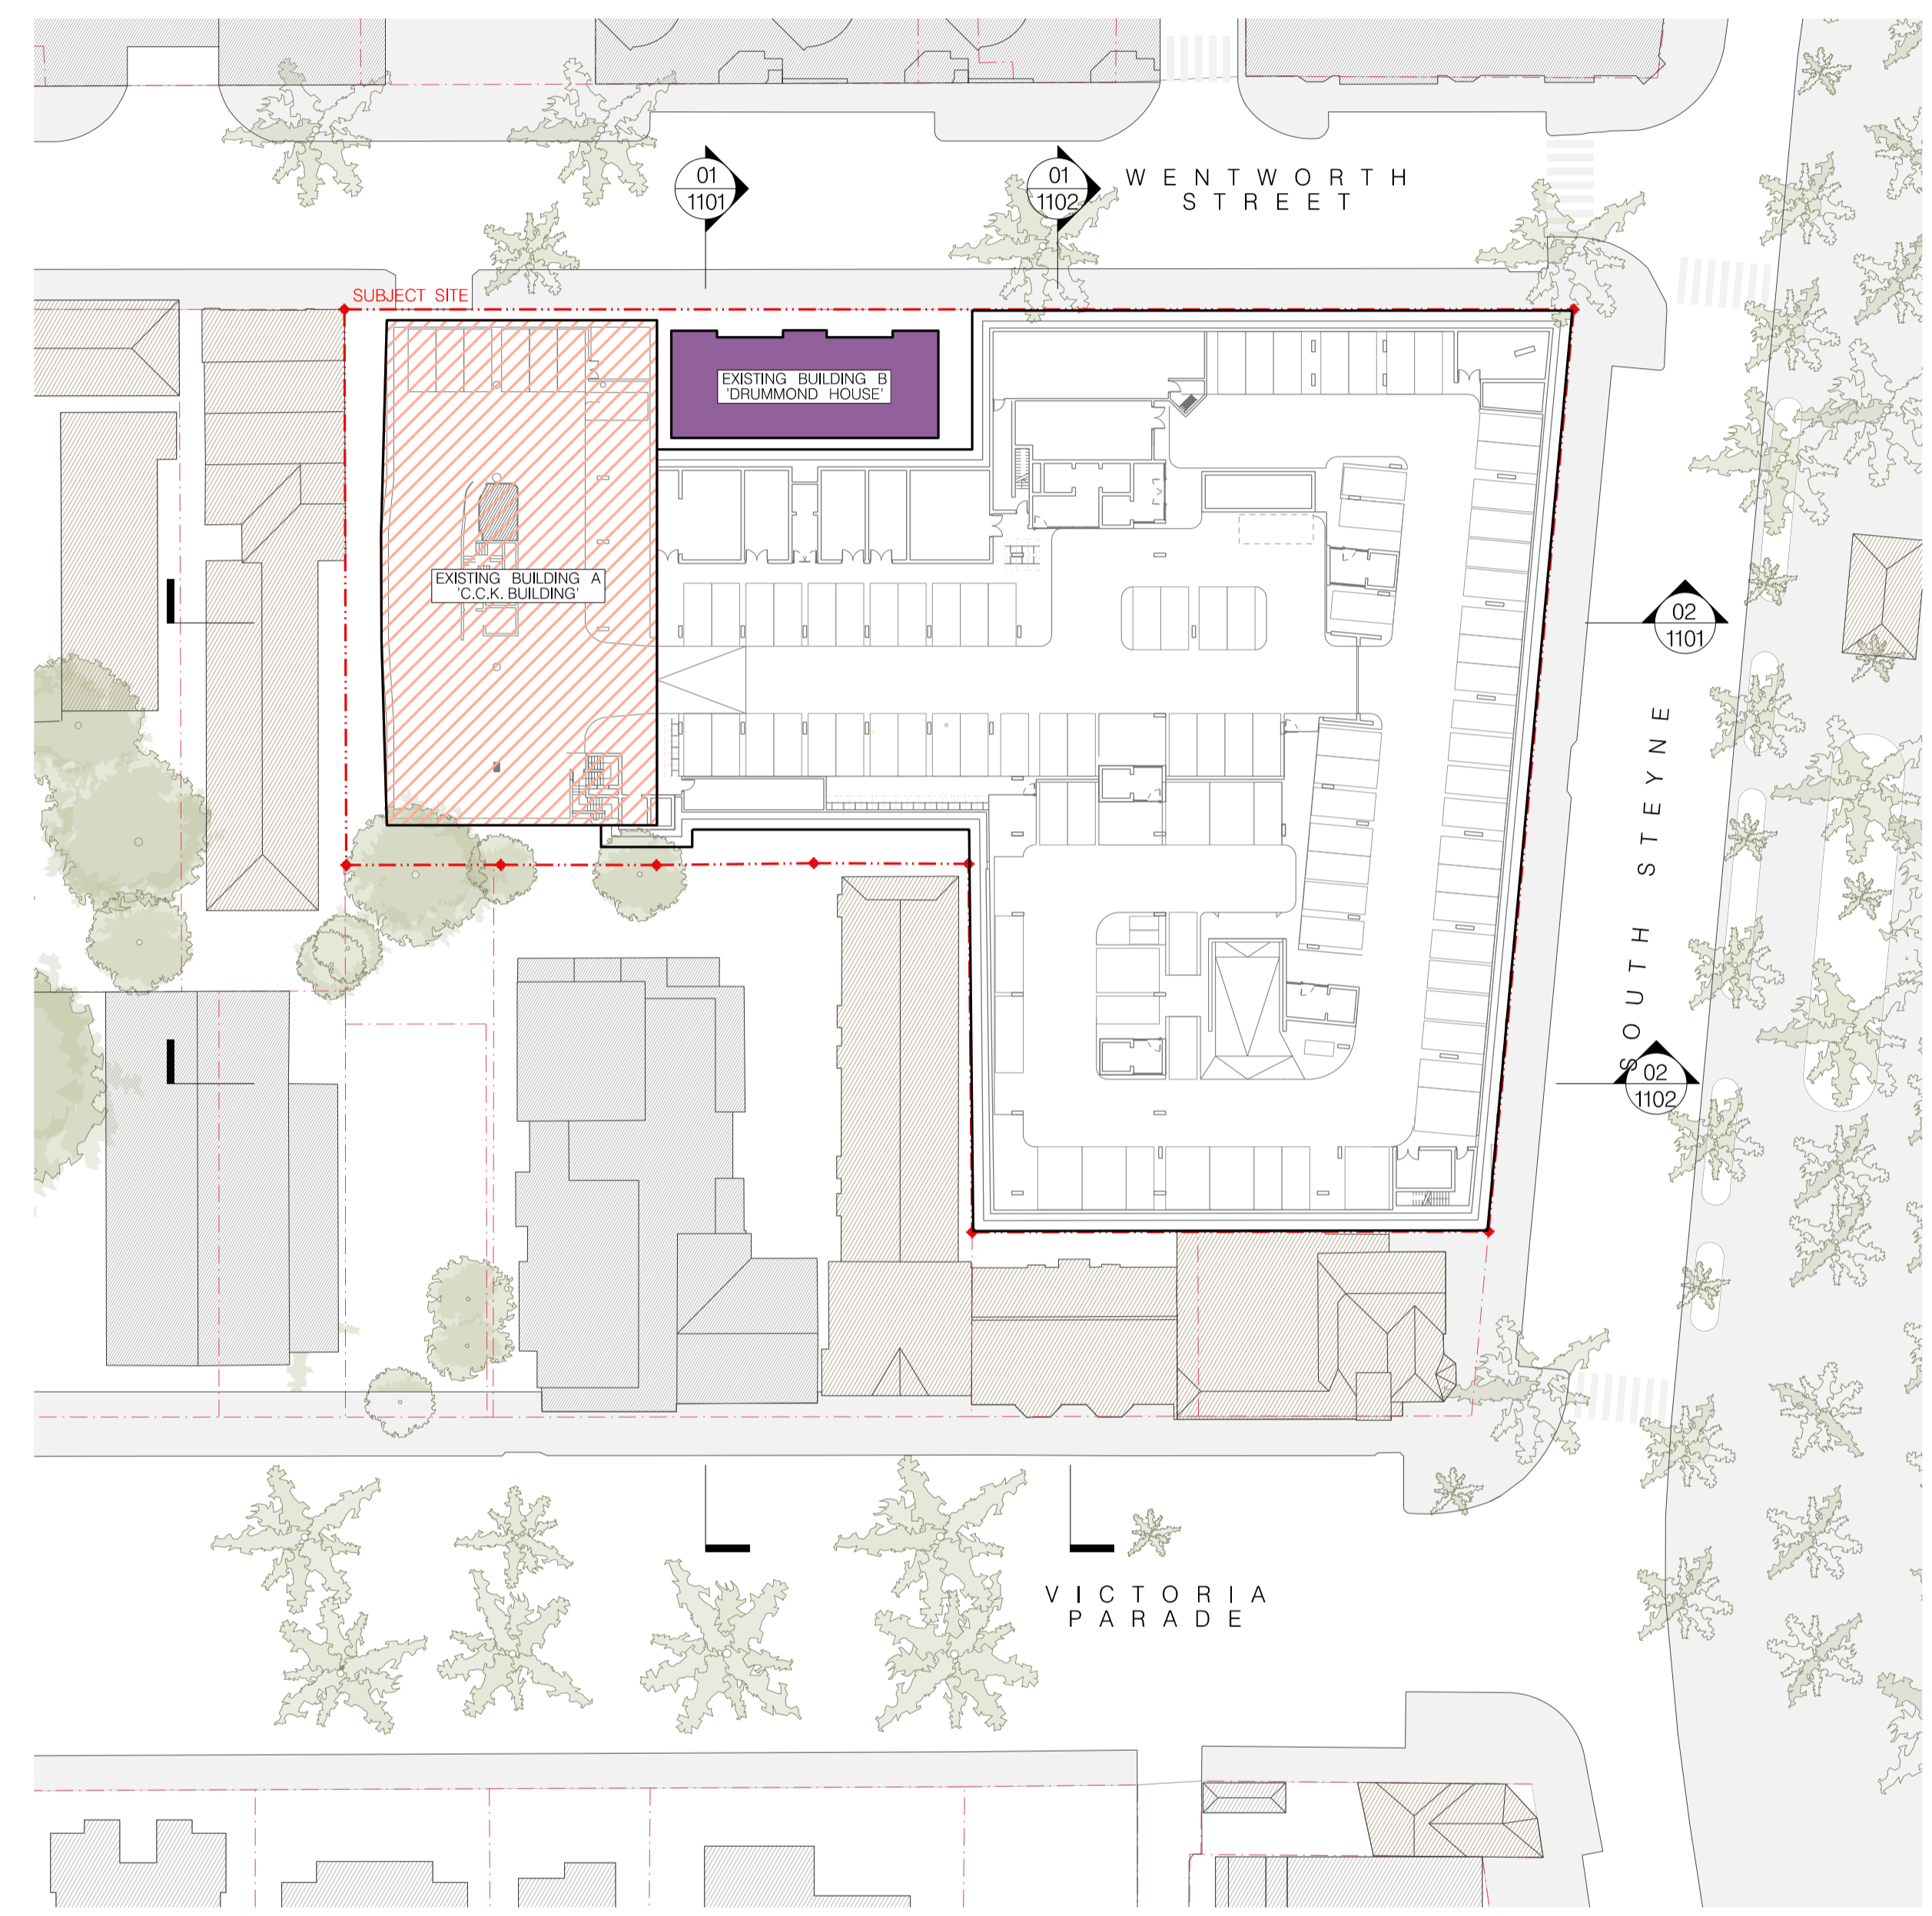 01
1101
01
1102
WENTWORTH
STREET
SUBJECT SITE
EXISTING BUILDING B
'DRUMMOND HOUSE'
EXISTING BUILDING A
'C.C.K. BUILDING'
02
1101
SOUTH STEYNE
02
1102
VICTORIA
PARADE